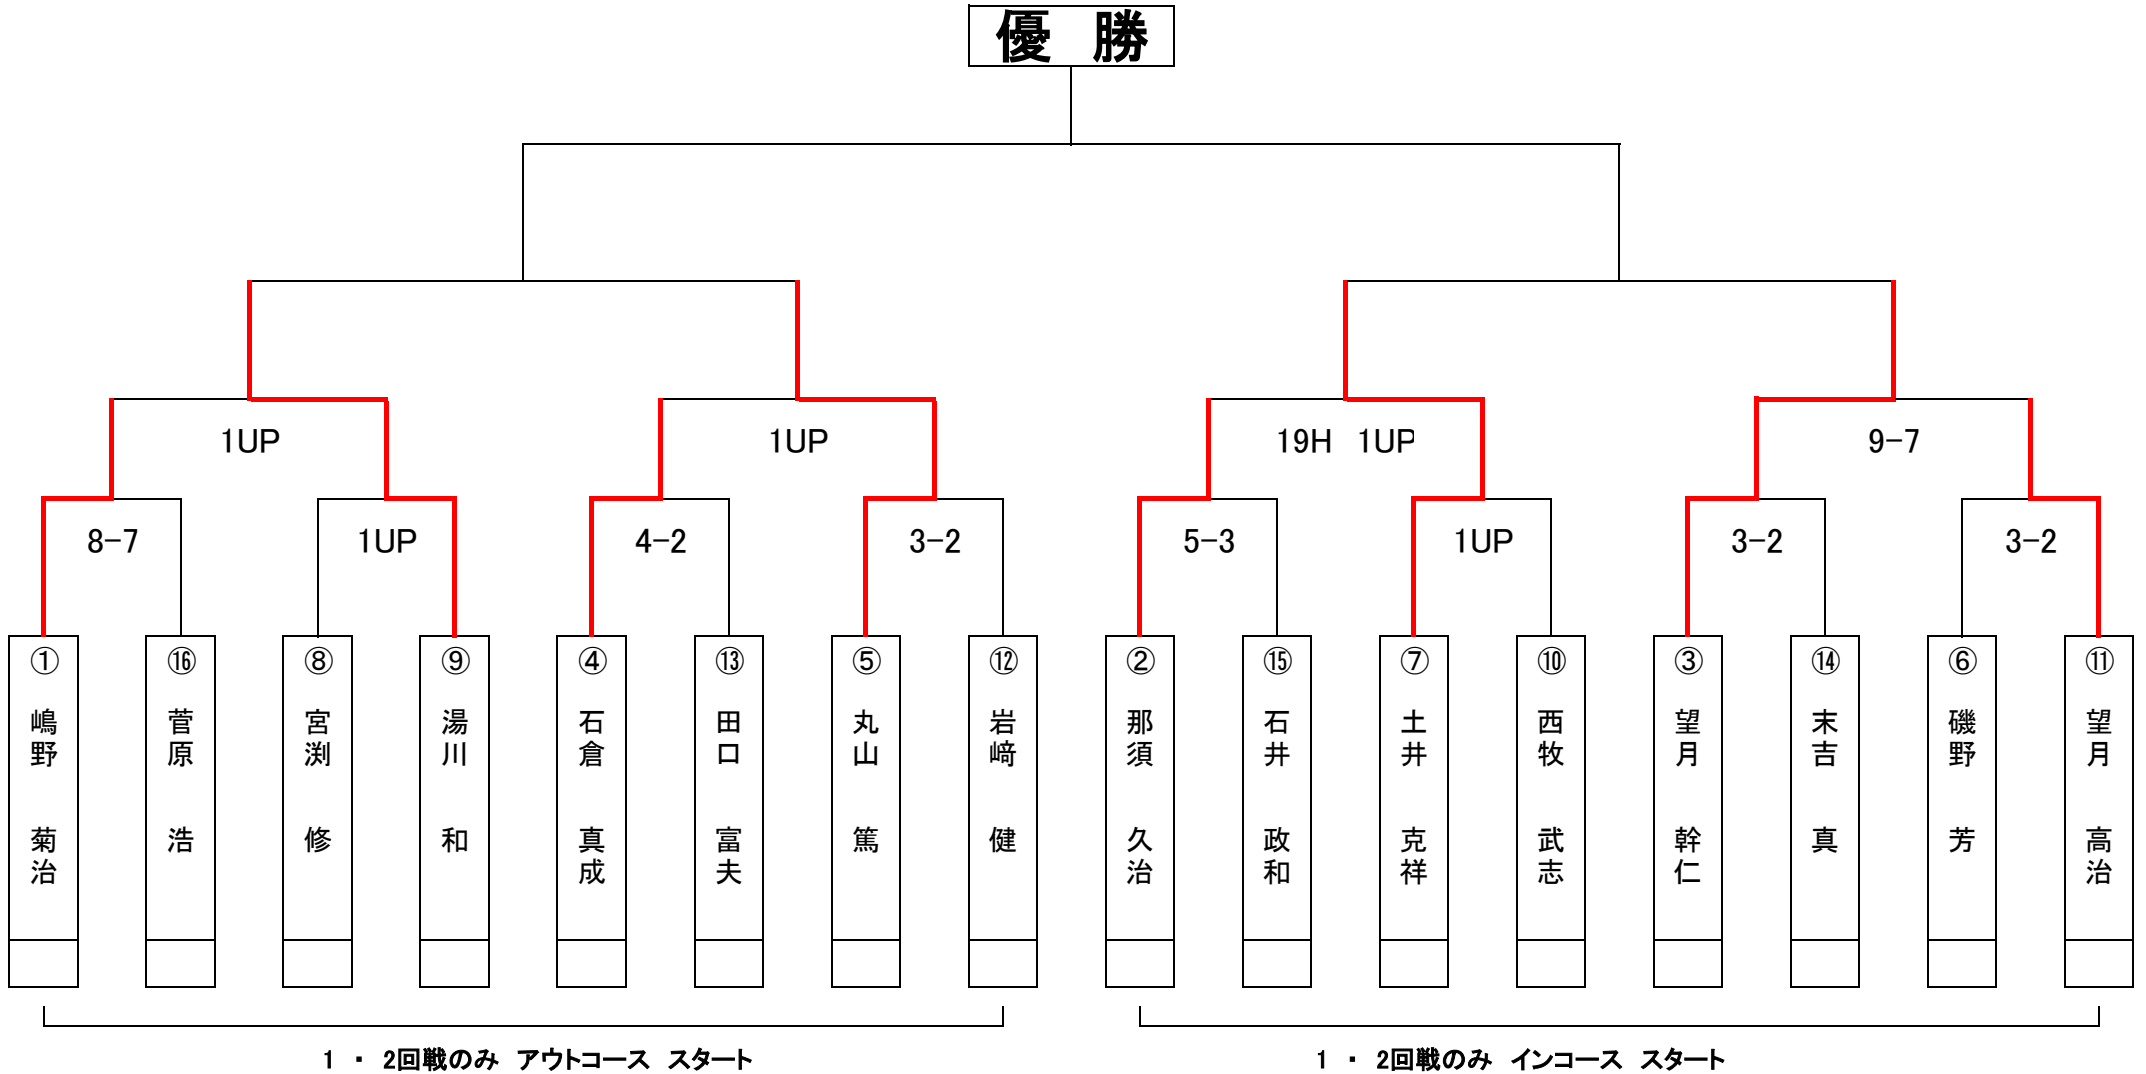 優　勝
1UP　1UP　19H　1UP　9-7
8-7　1UP　4-2　3-2　5-3　1UP　3-2　3-2
① 嶋野　菊治
⑯ 菅原　浩
⑧ 宮渕　修
⑨ 湯川　和
④ 石倉　真成
⑬ 田口　富夫
⑤ 丸山　篤
⑫ 岩﨑　健
② 那須　久治
⑮ 石井　政和
⑦ 土井　克祥
⑩ 西牧　武志
③ 望月　幹仁
⑭ 末吉　真
⑥ 磯野　芳
⑪ 望月　高治
1 ・ 2回戦のみ アウトコース スタート
1 ・ 2回戦のみ インコース スタート